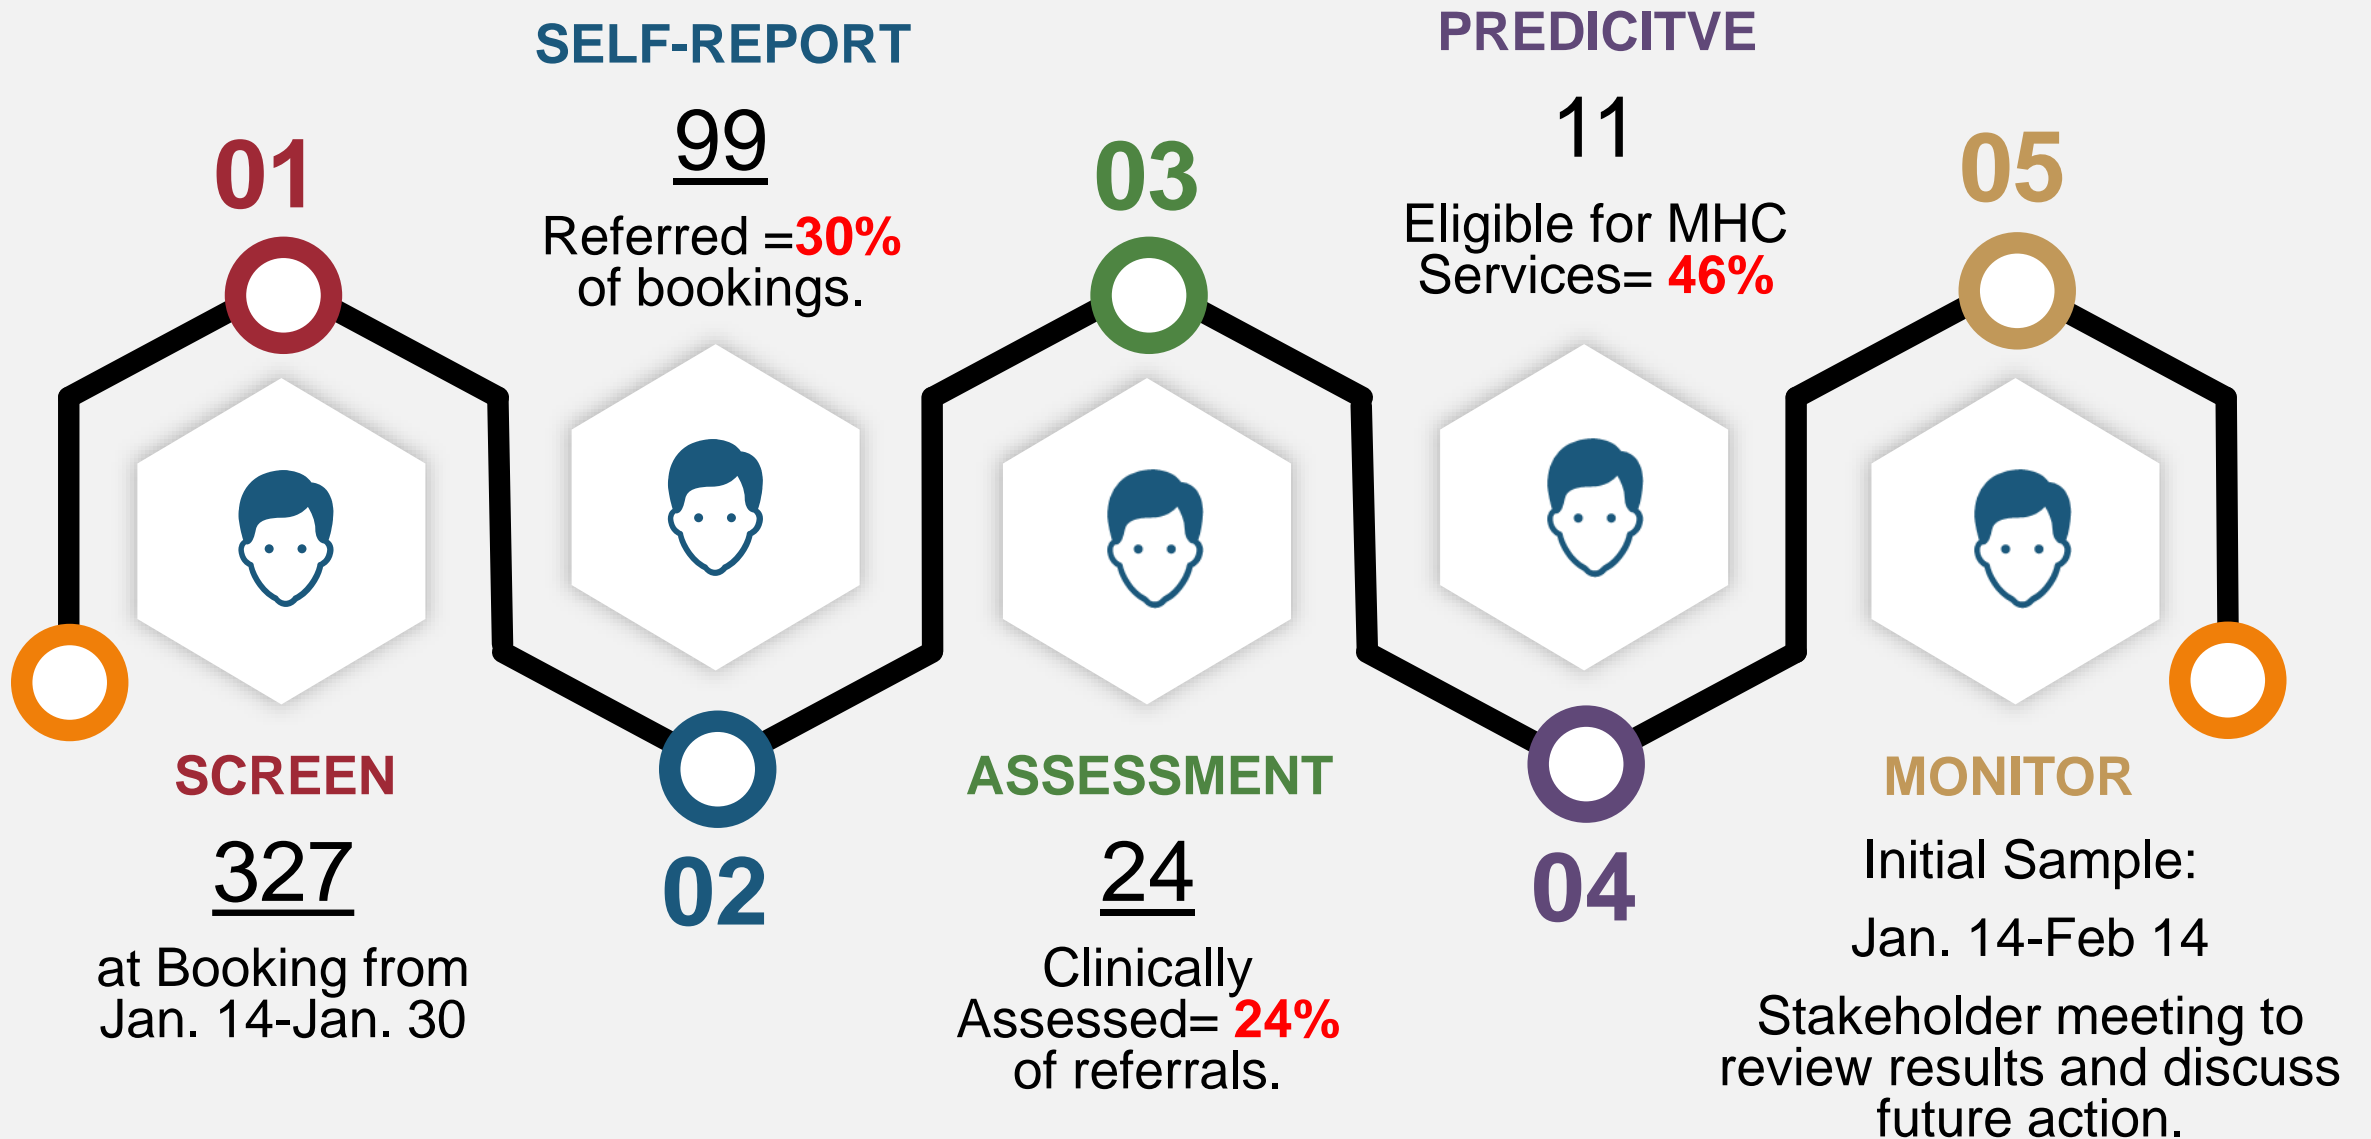 01
SCREEN
327
at Booking from
Jan. 14-Jan. 30
SELF-REPORT
99
Referred =30%
of bookings.
02
03
ASSESSMENT
24
Clinically
Assessed= 24%
of referrals.
PREDICITVE
11
Eligible for MHC
Services= 46%
04
05
MONITOR
Initial Sample:
Jan. 14-Feb 14
Stakeholder meeting to
review results and discuss
future action.